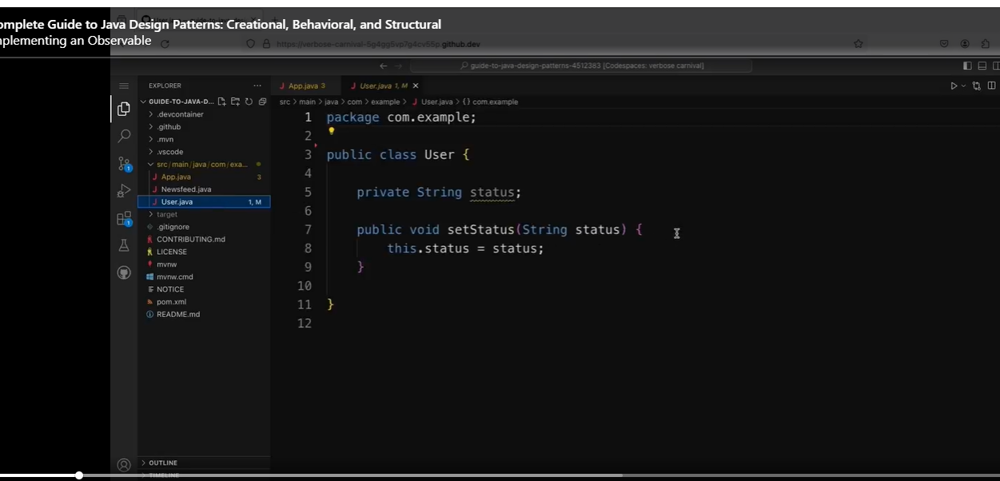 omplete Guide to Java Design Patterns: Creational, Behavioral, and Structural
nplementing an Observable
https://verbose-carnival-5g4gg5vp7g4cv55p.github.dev
guide-to-java-design-patterns-4512383 [Codespaces: verbose carnival]
EXPLORER
App.java 3
User.java 1, M
GUIDE-TO-JAVA-D...
src > main > java > com > example > User.java > {} com.example
.devcontainer
.github
.mvn
.vscode
src/main/java/com/exa...
App.java 3
Newsfeed.java
User.java 1, M
target
.gitignore
CONTRIBUTING.md
LICENSE
mvnw
mvnw.cmd
NOTICE
pom.xml
README.md
1 package com.example;
2
3 public class User {
4
5 private String status;
6
7 public void setStatus(String status) {
8 this.status = status;
9 }
10
11 }
12
OUTLINE
TIMELINE